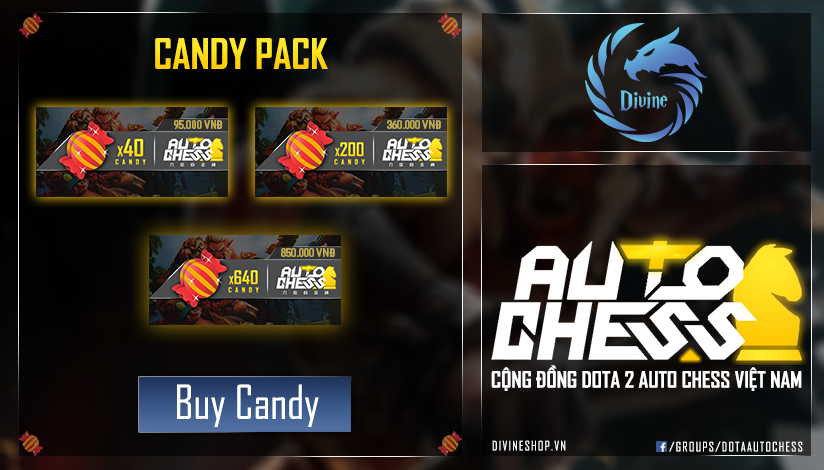 CANDY PACK
95.000 VNĐ
x40
CANDY
AUTO
CHESS
360,000 VNĐ
x200
CANDY
AUTO
CHESS
850,000 VNĐ
x640
CANDY
AUTO
CHESS
Buy Candy
Divine
AUTO
CHESS
CỘNG ĐỒNG DOTA 2 AUTO CHESS VIỆT NAM
DIVINESHOP.VN
f/GROUPS/DOTAAUTOCHESS